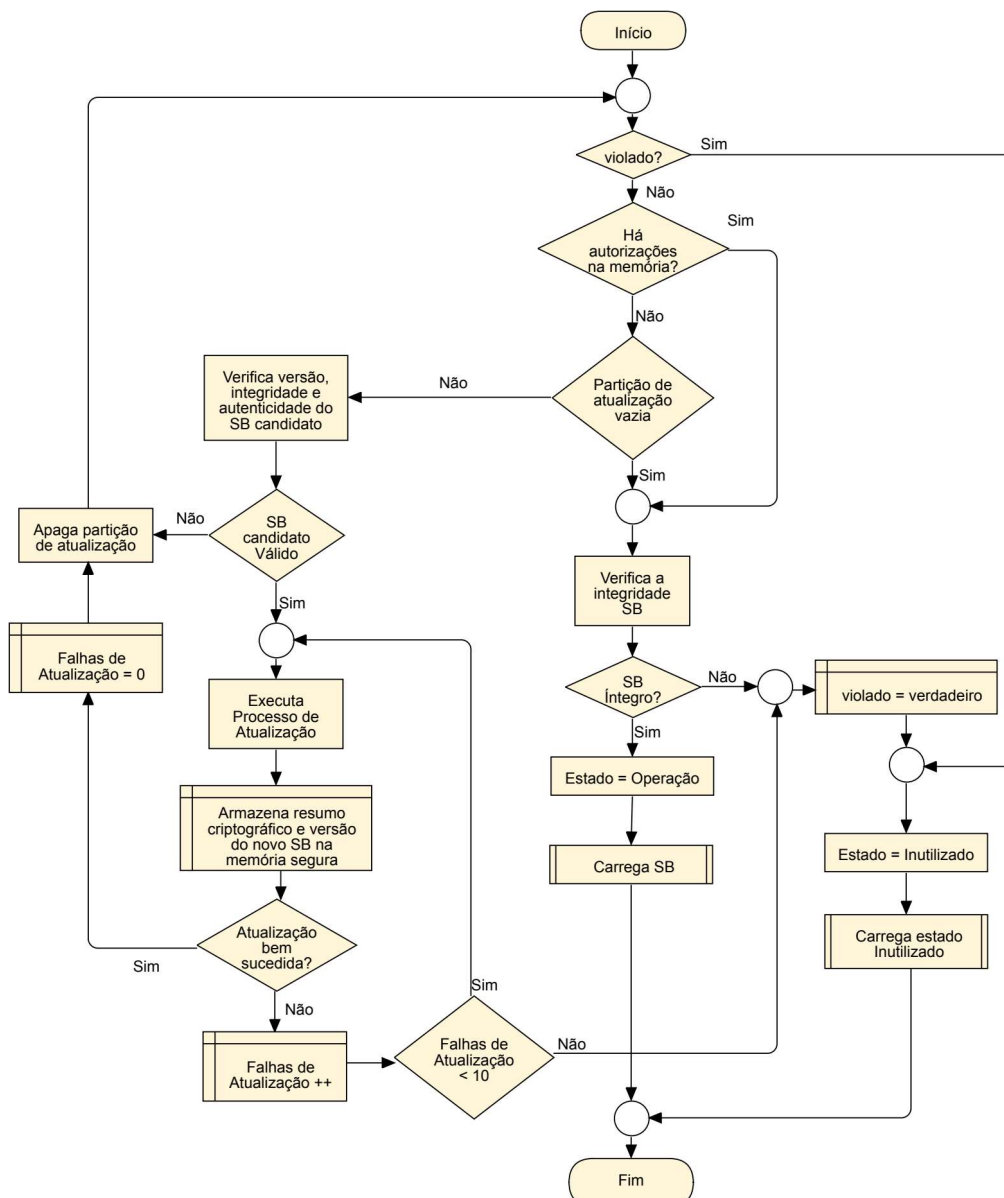 Início
violado?
Sim
Não
Há
autorizações
na memória?
Sim
Não
Partição de
atualização
vazia
Não
Sim
Verifica versão,
integridade e
autenticidade do
SB candidato
SB
candidato
Válido
Não
Sim
Apaga partição
de atualização
Falhas de
Atualização = 0
Executa
Processo de
Atualização
Armazena resumo
criptográfico e versão
do novo SB na
memória segura
Atualização
bem
sucedida?
Sim
Não
Falhas de
Atualização ++
Falhas de
Atualização
< 10
Sim
Não
Verifica a
integridade
SB
SB
Íntegro?
Não
Sim
Estado = Operação
Carrega SB
violado = verdadeiro
Estado = Inutilizado
Carrega estado
Inutilizado
Fim